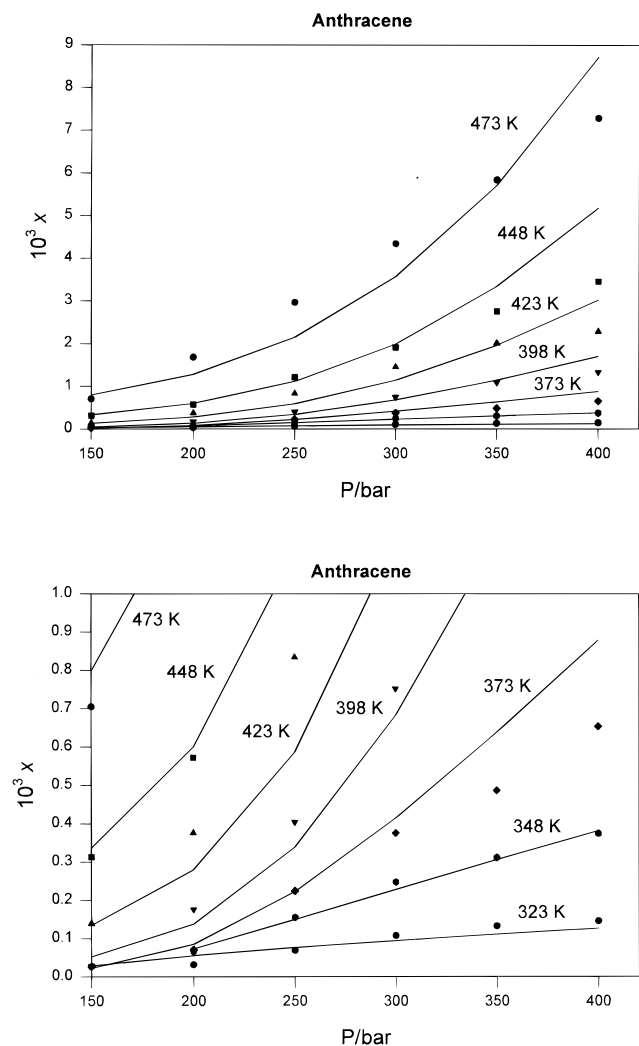 Anthracene
9
8
7
6
5
4
3
2
1
0
10³ x
473 K
448 K
423 K
398 K
373 K
150 200 250 300 350 400
P/bar
Anthracene
1.0
0.9
0.8
0.7
0.6
0.5
0.4
0.3
0.2
0.1
0.0
10³ x
473 K
448 K
423 K
398 K
373 K
348 K
323 K
150 200 250 300 350 400
P/bar